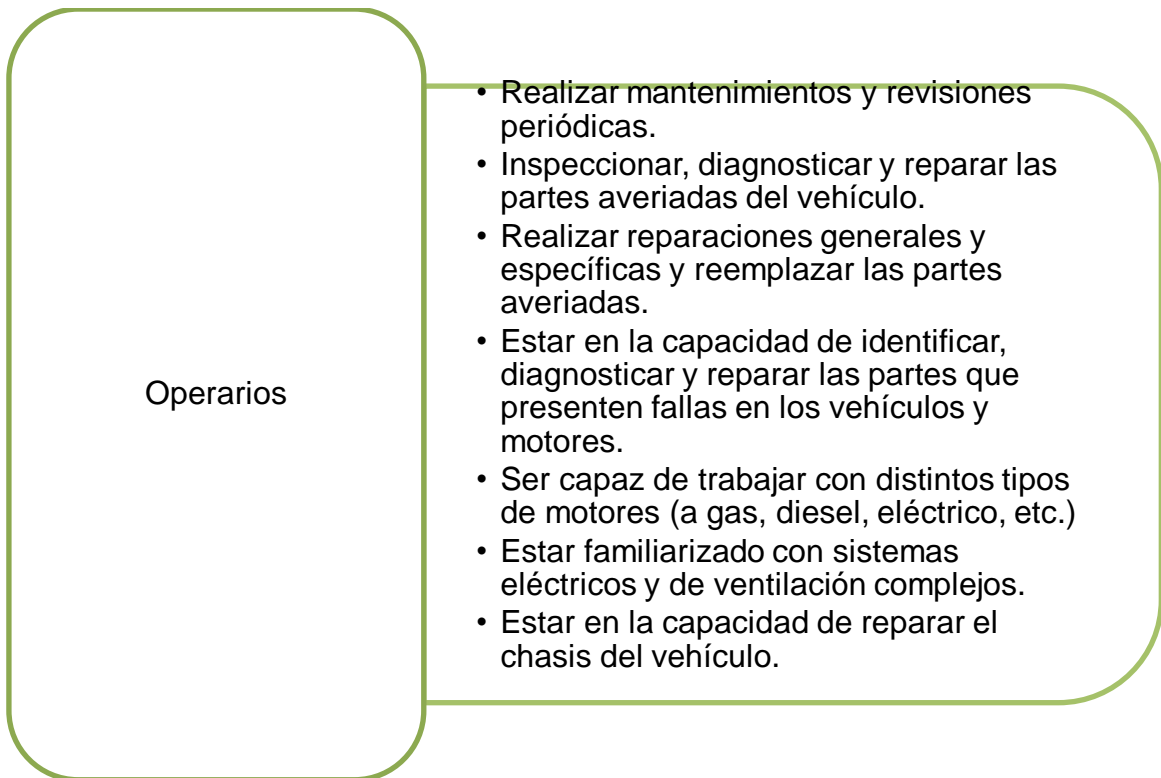 Operarios
• Realizar mantenimientos y revisiones
periódicas.
• Inspeccionar, diagnosticar y reparar las
partes averiadas del vehículo.
• Realizar reparaciones generales y
específicas y reemplazar las partes
averiadas.
• Estar en la capacidad de identificar,
diagnosticar y reparar las partes que
presenten fallas en los vehículos y
motores.
• Ser capaz de trabajar con distintos tipos
de motores (a gas, diesel, eléctrico, etc.)
• Estar familiarizado con sistemas
eléctricos y de ventilación complejos.
• Estar en la capacidad de reparar el
chasis del vehículo.